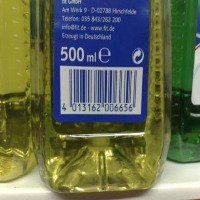 fit GmbH
Am Werk 9 - D-02788 Hirschfelde
Telefon: 035 843/263 200
info@fit.de   www.fit.de
Erzeugt in Deutschland
500 ml ℮
4 013162 006656